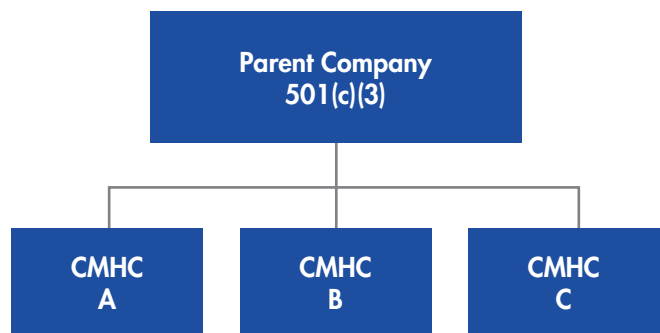 Parent Company
501(c)(3)
CMHC
A
CMHC
B
CMHC
C